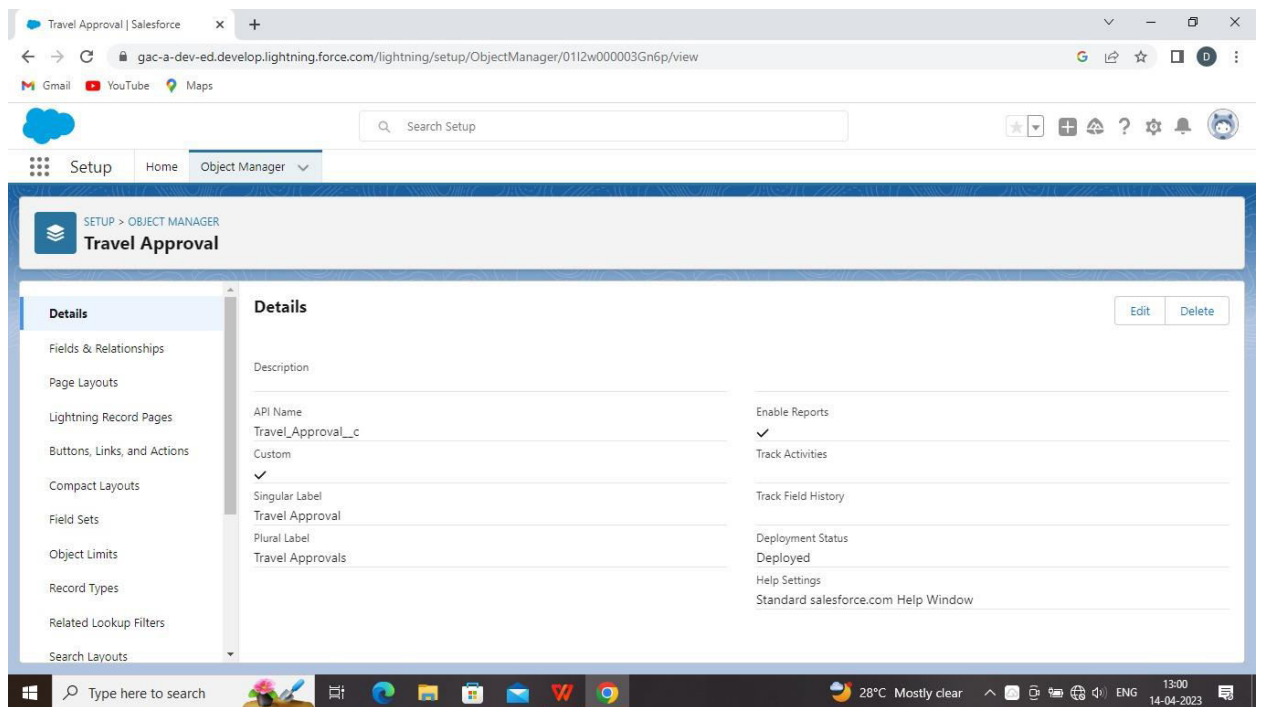 Travel Approval | Salesforce
gac-a-dev-ed.develop.lightning.force.com/lightning/setup/ObjectManager/01I2w000003Gn6p/view
G
D
Gmail YouTube Maps
Search Setup
Setup Home Object Manager
SETUP > OBJECT MANAGER
Travel Approval
Details
Fields & Relationships
Page Layouts
Lightning Record Pages
Buttons, Links, and Actions
Compact Layouts
Field Sets
Object Limits
Record Types
Related Lookup Filters
Search Layouts
Details
Edit Delete
Description
API Name
Travel_Approval__c
Custom
Singular Label
Travel Approval
Plural Label
Travel Approvals
Enable Reports
Track Activities
Track Field History
Deployment Status
Deployed
Help Settings
Standard salesforce.com Help Window
Type here to search
W
28°C Mostly clear
ENG
13:00
14-04-2023